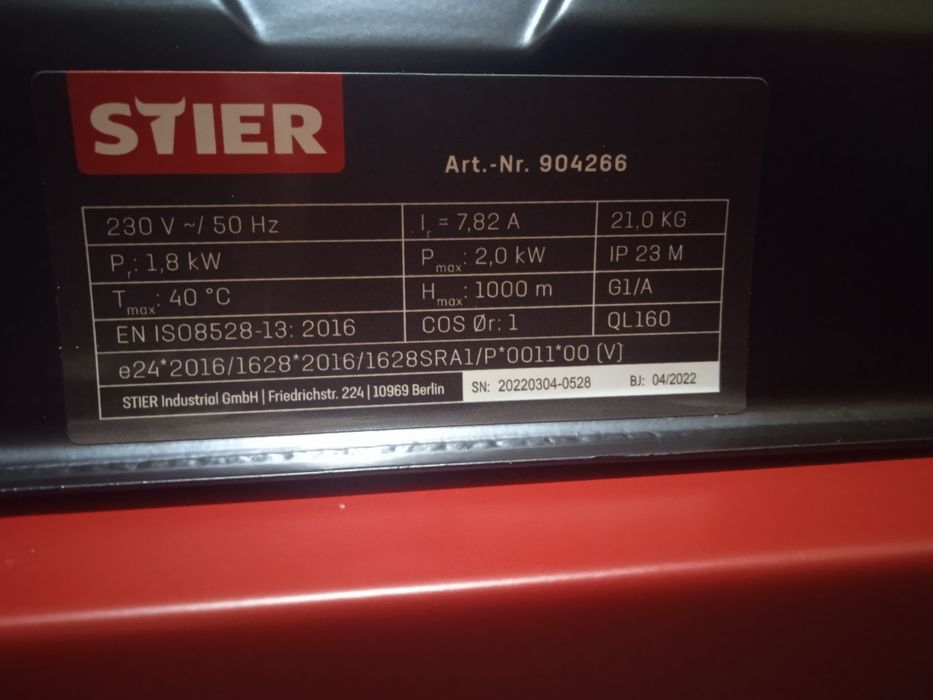 STIER
Art.-Nr. 904266
230 V ~/ 50 Hz Ir = 7,82 A 21,0 KG
Pr: 1,8 kW Pmax: 2,0 kW IP 23 M
Tmax: 40 °C Hmax: 1000 m G1/A
EN ISO8528-13: 2016 COS Ør: 1 QL160
e24*2016/1628*2016/1628SRA1/P*0011*00 (V)
STIER Industrial GmbH | Friedrichstr. 224 | 10969 Berlin SN: 20220304-0528 BJ: 04/2022